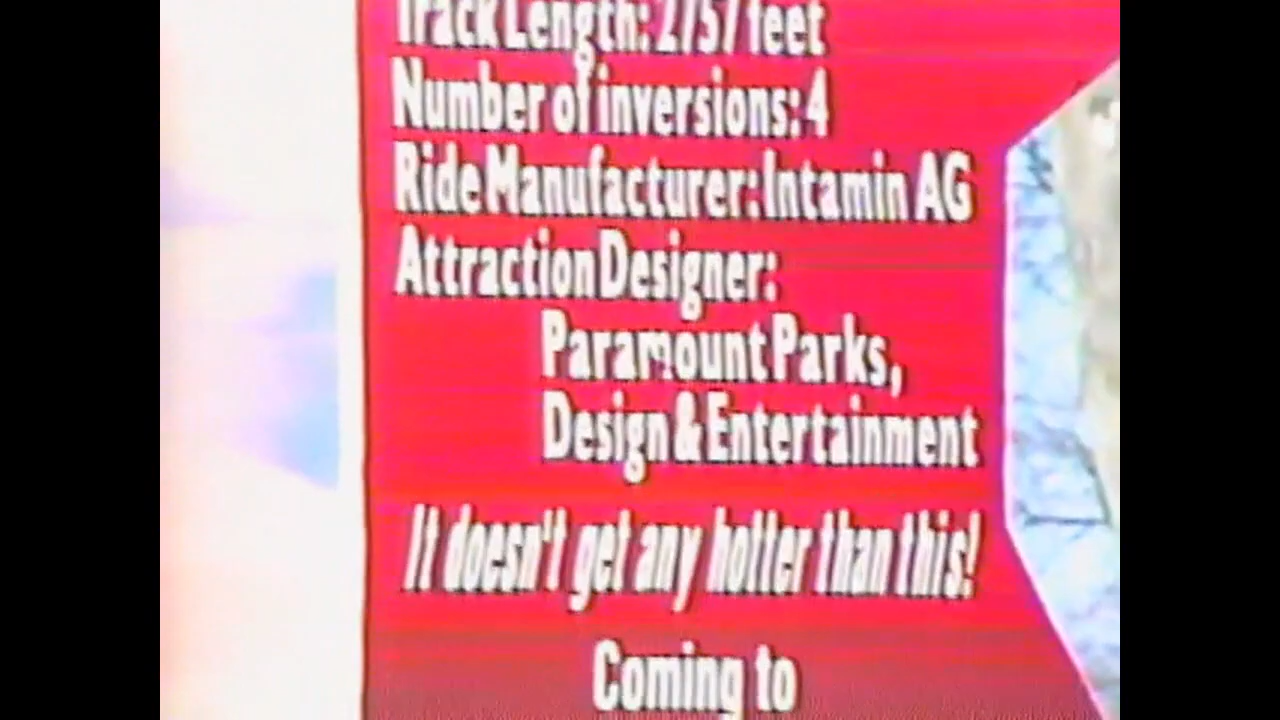 Track Length: 2757 feet
Number of inversions: 4
Ride Manufacturer: Intamin AG
Attraction Designer:
Paramount Parks,
Design & Entertainment
It doesn't get any hotter than this!
Coming to